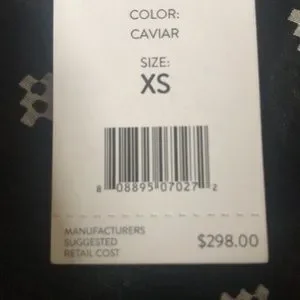 COLOR:
CAVIAR
SIZE:
XS
8 08895 07027 2
MANUFACTURERS
SUGGESTED
RETAIL COST
$298.00